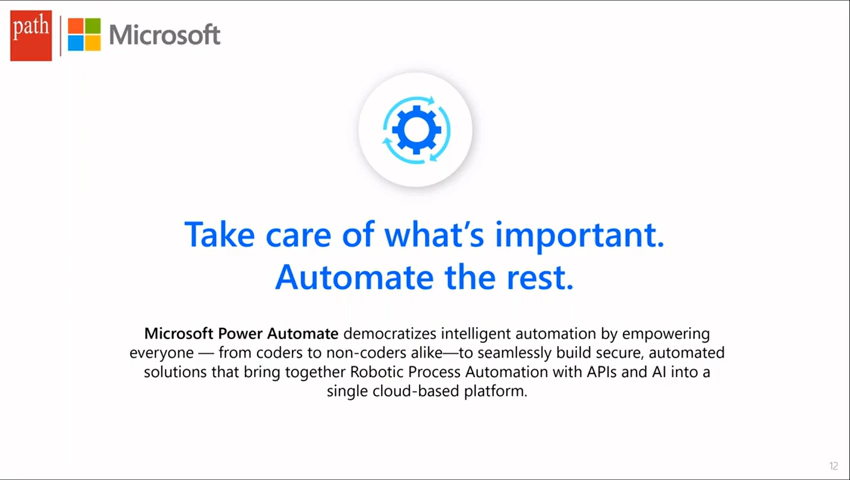 path
Microsoft
Take care of what's important.
Automate the rest.
Microsoft Power Automate democratizes intelligent automation by empowering
everyone — from coders to non-coders alike—to seamlessly build secure, automated
solutions that bring together Robotic Process Automation with APIs and AI into a
single cloud-based platform.
12